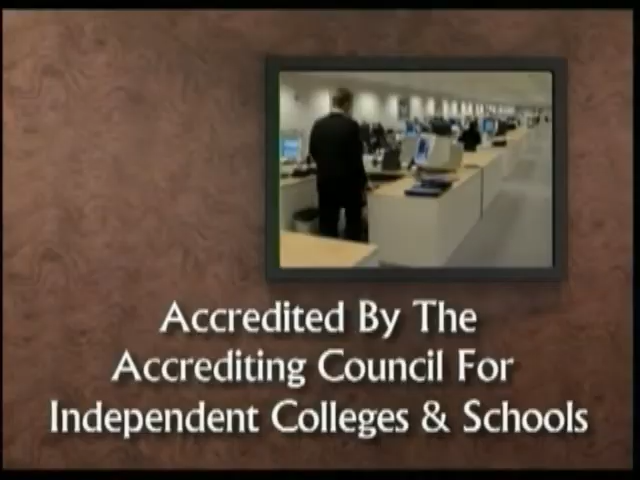 Accredited By The
Accrediting Council For
Independent Colleges & Schools